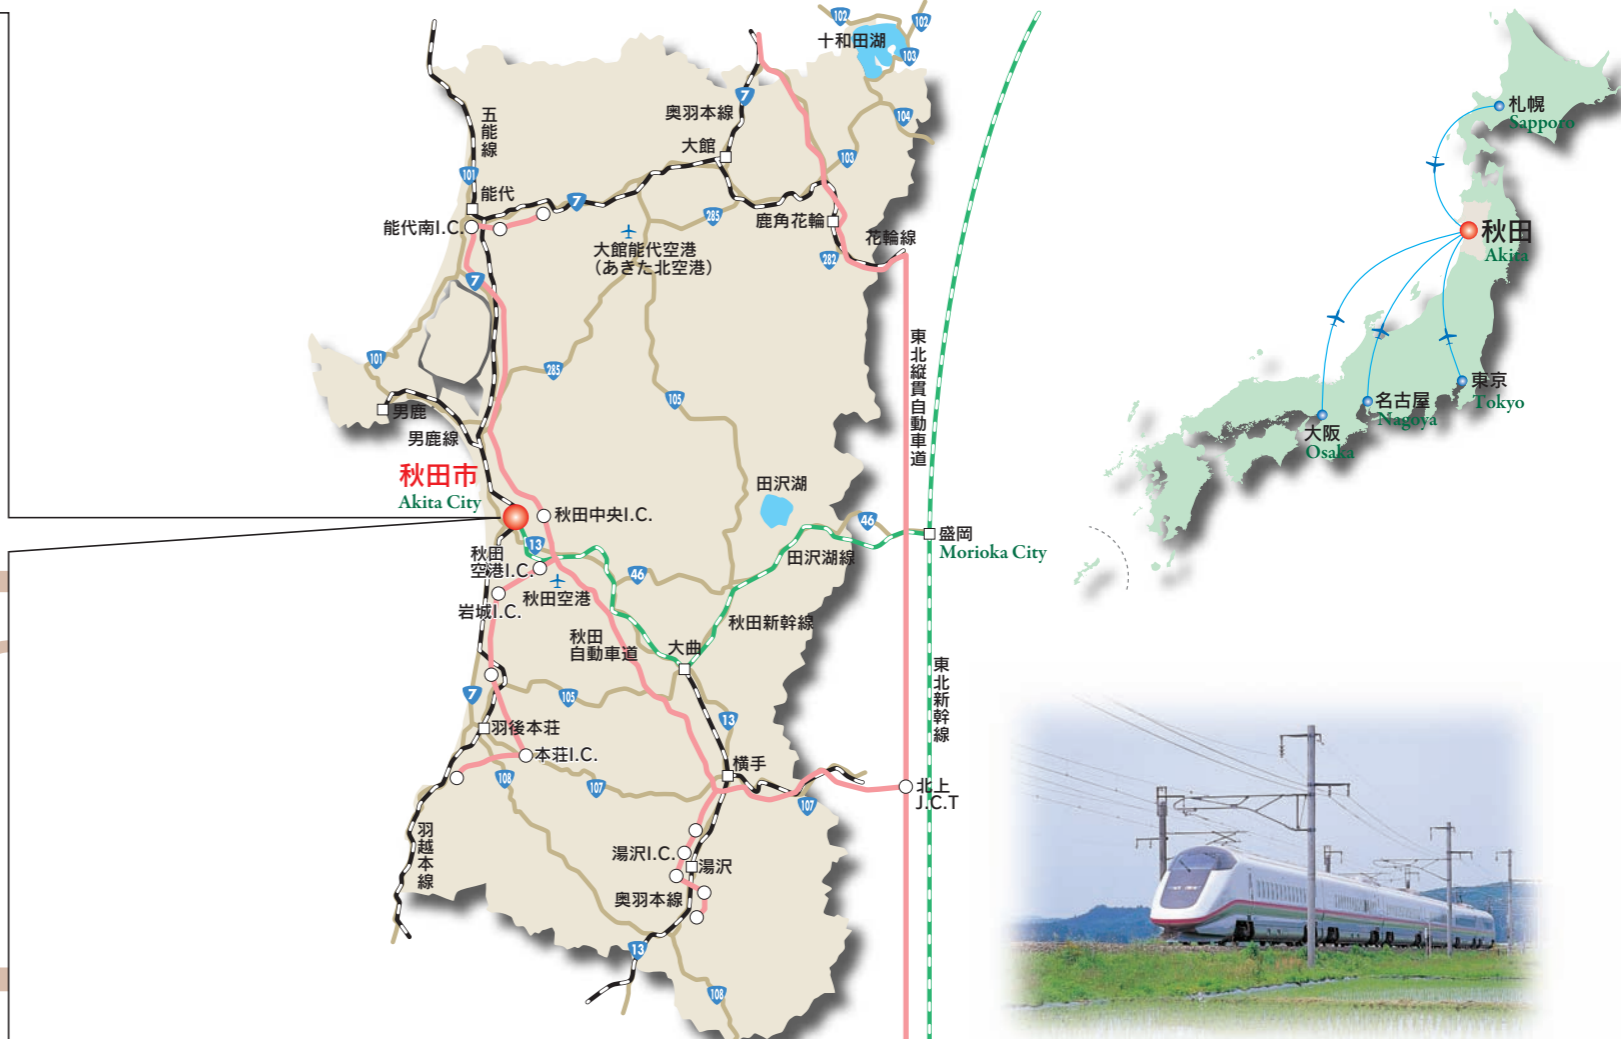 102
102
十和田湖
103
7
奥羽本線
104
五能線
大館
103
101
能代
7
285
鹿角花輪
能代南I.C.
花輪線
大館能代空港
(あきた北空港)
282
7
101
285
東北縦貫自動車道
105
男鹿
男鹿線
秋田市
Akita City
田沢湖
秋田中央I.C.
46
盛岡
Morioka City
13
秋田
空港I.C.
田沢湖線
46
秋田空港
岩城I.C.
秋田新幹線
秋田
自動車道
大曲
東北新幹線
7
105
13
羽後本荘
本荘I.C.
横手
108
107
107
北上
J.C.T
羽越本線
湯沢I.C.
湯沢
奥羽本線
13
108
札幌
Sapporo
秋田
Akita
東京
Tokyo
名古屋
Nagoya
大阪
Osaka